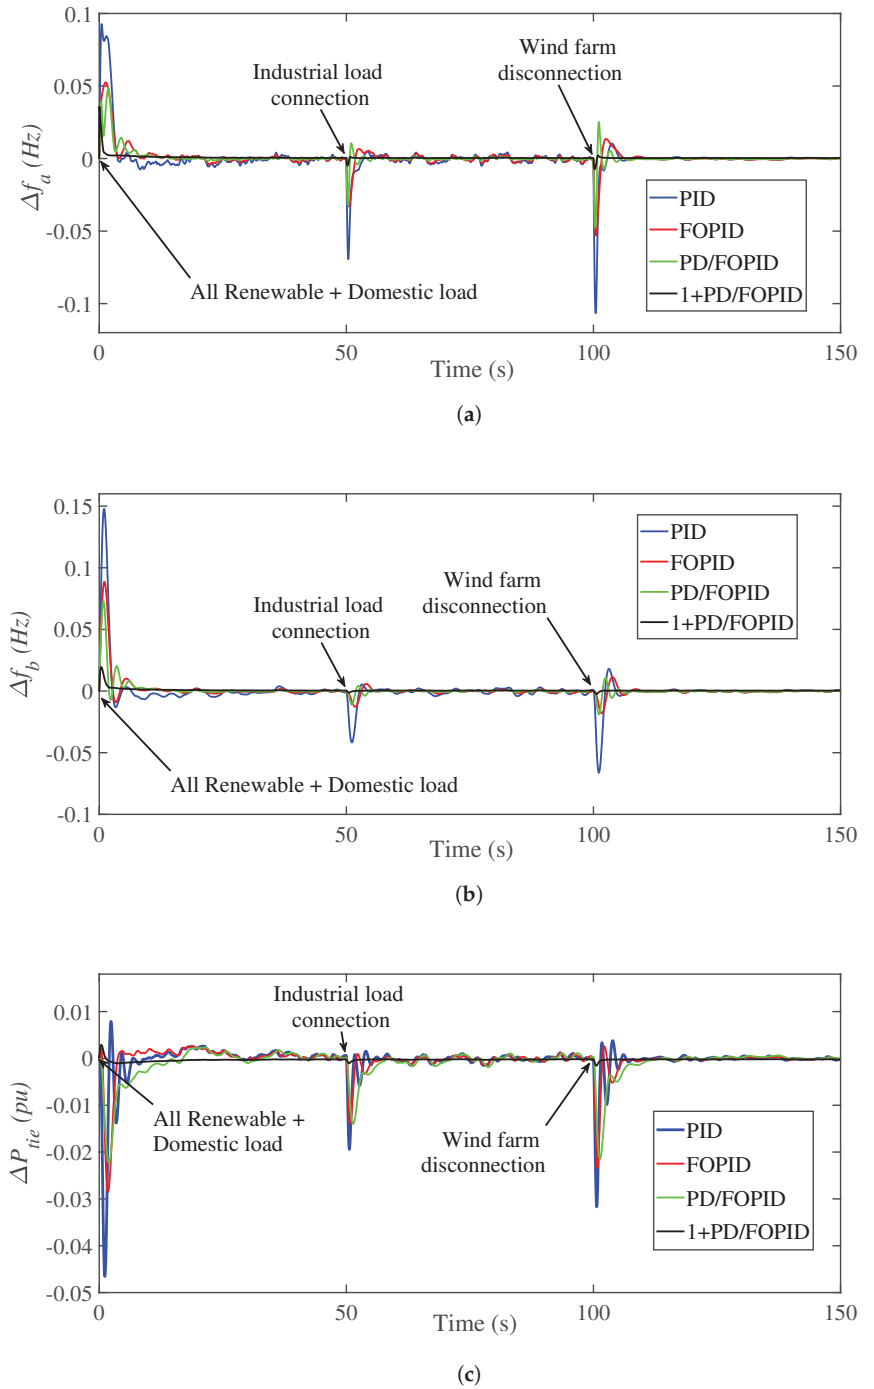 0.1
0.05
0
-0.05
-0.1
Δf_a (Hz)
Industrial load
connection
Wind farm
disconnection
All Renewable + Domestic load
PID
FOPID
PD/FOPID
1+PD/FOPID
0
50
100
150
Time (s)
(a)
0.15
0.1
0.05
0
-0.05
-0.1
Δf_b (Hz)
Industrial load
connection
Wind farm
disconnection
All Renewable + Domestic load
PID
FOPID
PD/FOPID
1+PD/FOPID
0
50
100
150
Time (s)
(b)
0.01
0
-0.01
-0.02
-0.03
-0.04
-0.05
ΔP_tie (pu)
Industrial load
connection
All Renewable +
Domestic load
Wind farm
disconnection
PID
FOPID
PD/FOPID
1+PD/FOPID
0
50
100
150
Time (s)
(c)